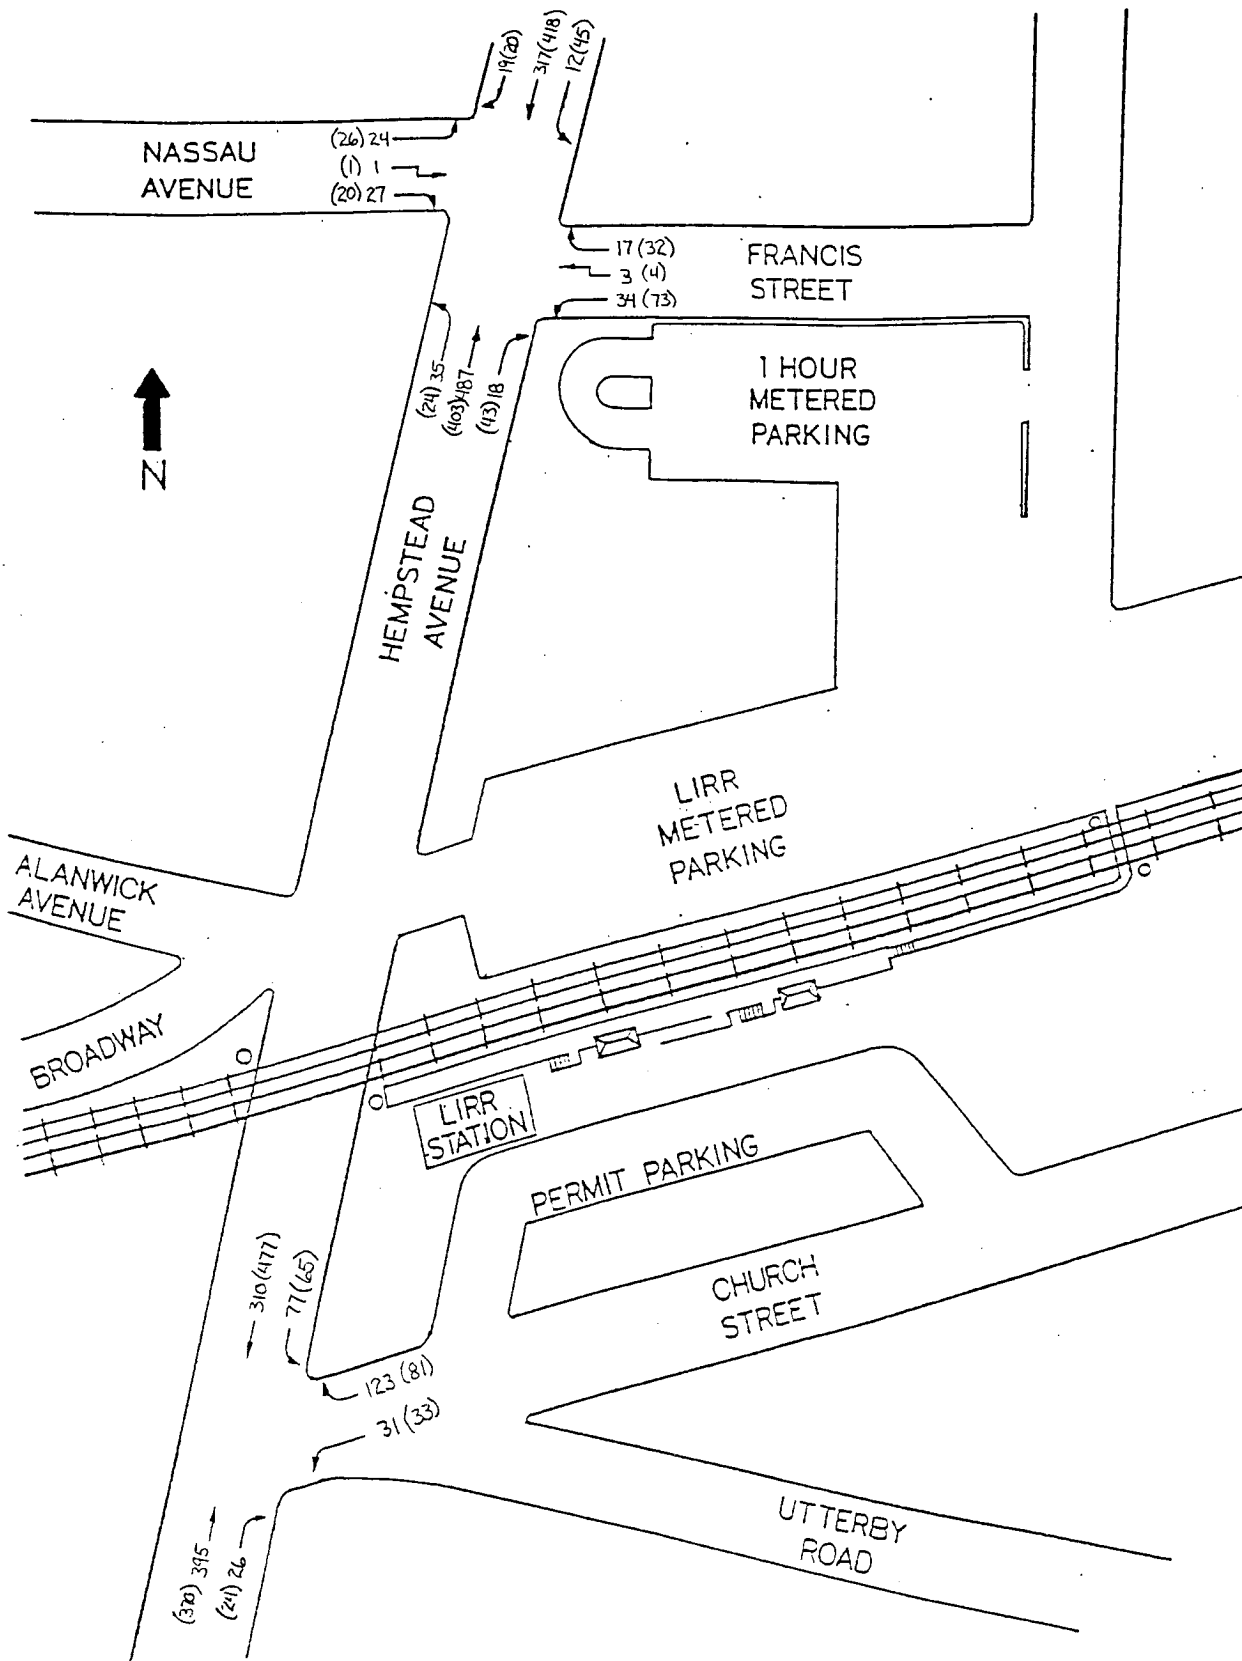 19(20)
317(418)
12(45)
NASSAU
AVENUE
(26) 24
(1) 1
(20) 27
17 (32)
3 (4)
34 (73)
FRANCIS
STREET
(24) 35
(403) 487
(43) 18
1 HOUR
METERED
PARKING
N
HEMPSTEAD
AVENUE
LIRR
METERED
PARKING
ALANWICK
AVENUE
BROADWAY
LIRR
STATION
PERMIT PARKING
310(477)
77(65)
CHURCH
STREET
123 (81)
31(33)
UTTERBY
ROAD
(370) 395
(24) 26